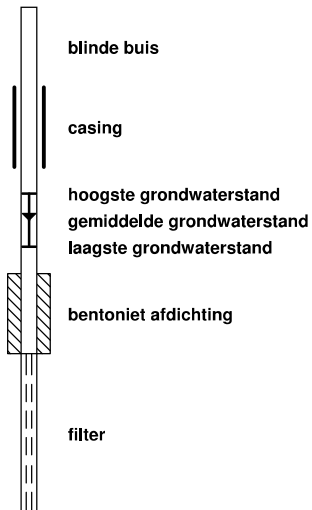 blinde buis
casing
hoogste grondwaterstand
gemiddelde grondwaterstand
laagste grondwaterstand
bentoniet afdichting
filter